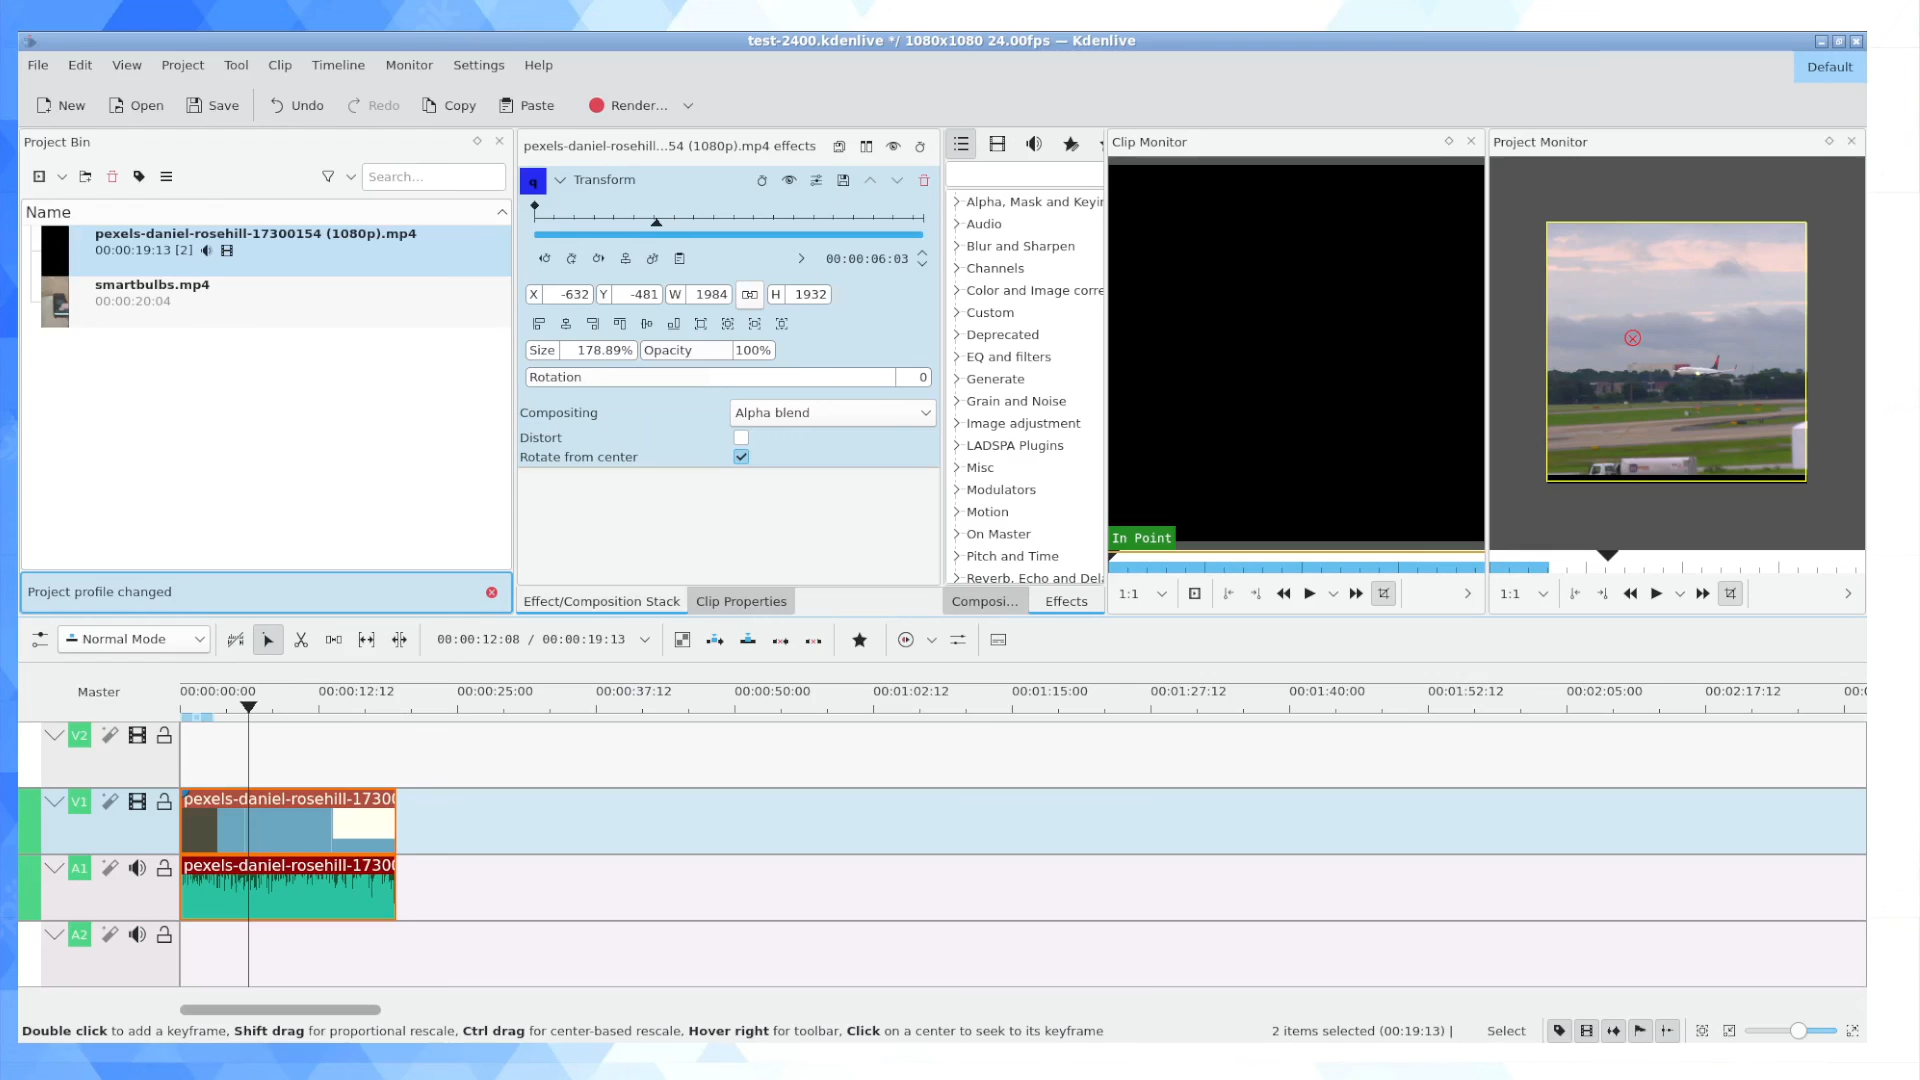 test-2400.kdenlive */ 1080x1080 24.00fps — Kdenlive
File Edit View Project Tool Clip Timeline Monitor Settings Help
Default
New Open Save Undo Redo Copy Paste Render...
Project Bin
Search...
Name
pexels-daniel-rosehill-17300154 (1080p).mp4
00:00:19:13 [2]
smartbulbs.mp4
00:00:20:04
Project profile changed
pexels-daniel-rosehill...54 (1080p).mp4 effects
q Transform
00:00:06:03
X -632 Y -481 W 1984 H 1932
Size 178.89% Opacity 100%
Rotation 0
Compositing Alpha blend
Distort
Rotate from center
Effect/Composition Stack Clip Properties
Alpha, Mask and Keyir
Audio
Blur and Sharpen
Channels
Color and Image corre
Custom
Deprecated
EQ and filters
Generate
Grain and Noise
Image adjustment
LADSPA Plugins
Misc
Modulators
Motion
On Master
Pitch and Time
Reverb, Echo and Dela
Composi... Effects
Clip Monitor
In Point
1:1
Project Monitor
1:1
Normal Mode 00:00:12:08 / 00:00:19:13
Master 00:00:00:00 00:00:12:12 00:00:25:00 00:00:37:12 00:00:50:00 00:01:02:12 00:01:15:00 00:01:27:12 00:01:40:00 00:01:52:12 00:02:05:00 00:02:17:12 00:0
V2
V1 pexels-daniel-rosehill-1730
A1 pexels-daniel-rosehill-1730
A2
Double click to add a keyframe, Shift drag for proportional rescale, Ctrl drag for center-based rescale, Hover right for toolbar, Click on a center to seek to its keyframe 2 items selected (00:19:13) | Select